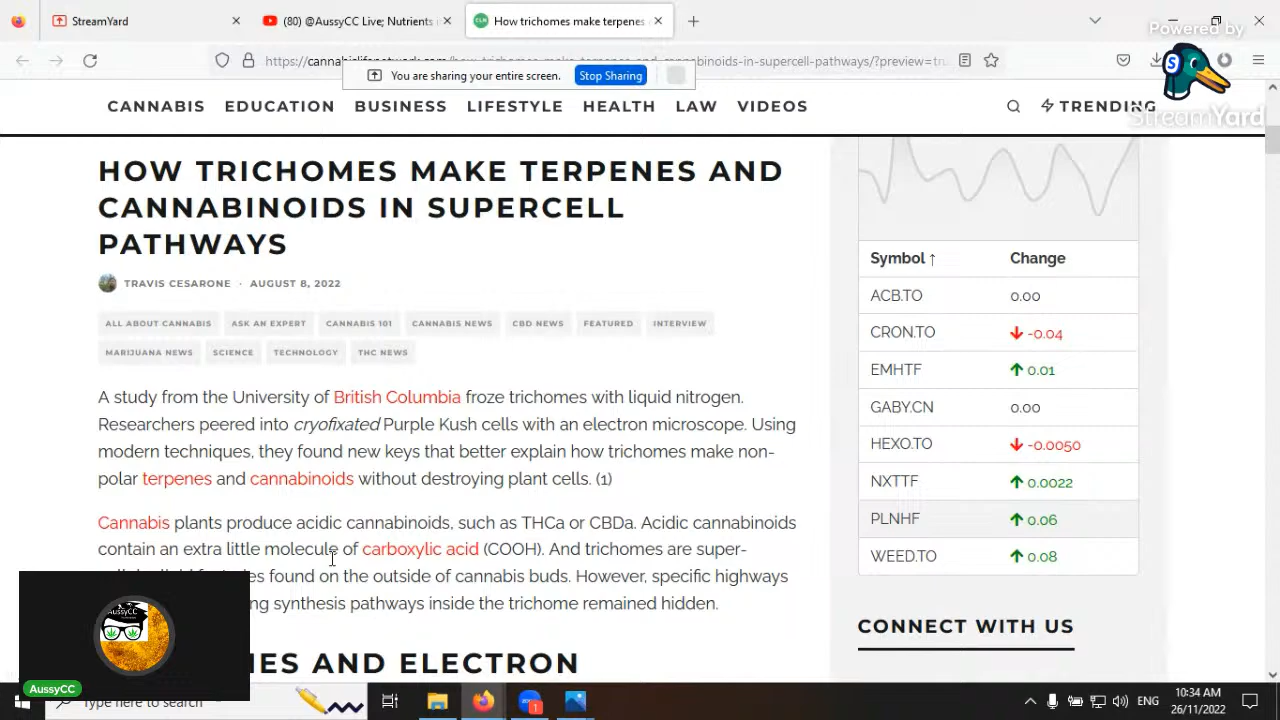 StreamYard
(80) @AussyCC Live; Nutrients
How trichomes make terpenes
Powered by
StreamYard
You are sharing your entire screen.
Stop Sharing
CANNABIS EDUCATION BUSINESS LIFESTYLE HEALTH LAW VIDEOS
TRENDING
HOW TRICHOMES MAKE TERPENES AND
CANNABINOIDS IN SUPERCELL
PATHWAYS
TRAVIS CESARONE · AUGUST 8, 2022
ALL ABOUT CANNABIS ASK AN EXPERT CANNABIS 101 CANNABIS NEWS CBD NEWS FEATURED INTERVIEW
MARIJUANA NEWS SCIENCE TECHNOLOGY THC NEWS
A study from the University of British Columbia froze trichomes with liquid nitrogen.
Researchers peered into cryofixated Purple Kush cells with an electron microscope. Using
modern techniques, they found new keys that better explain how trichomes make non-
polar terpenes and cannabinoids without destroying plant cells. (1)
Cannabis plants produce acidic cannabinoids, such as THCa or CBDa. Acidic cannabinoids
contain an extra little molecule of carboxylic acid (COOH). And trichomes are super-
found on the outside of cannabis buds. However, specific highways
synthesis pathways inside the trichome remained hidden.
AND ELECTRON
Symbol ↑ Change
ACB.TO 0.00
CRON.TO -0.04
EMHTF 0.01
GABY.CN 0.00
HEXO.TO -0.0050
NXTTF 0.0022
PLNHF 0.06
WEED.TO 0.08
CONNECT WITH US
AussyCC
Type here to search
ENG
10:34 AM
26/11/2022